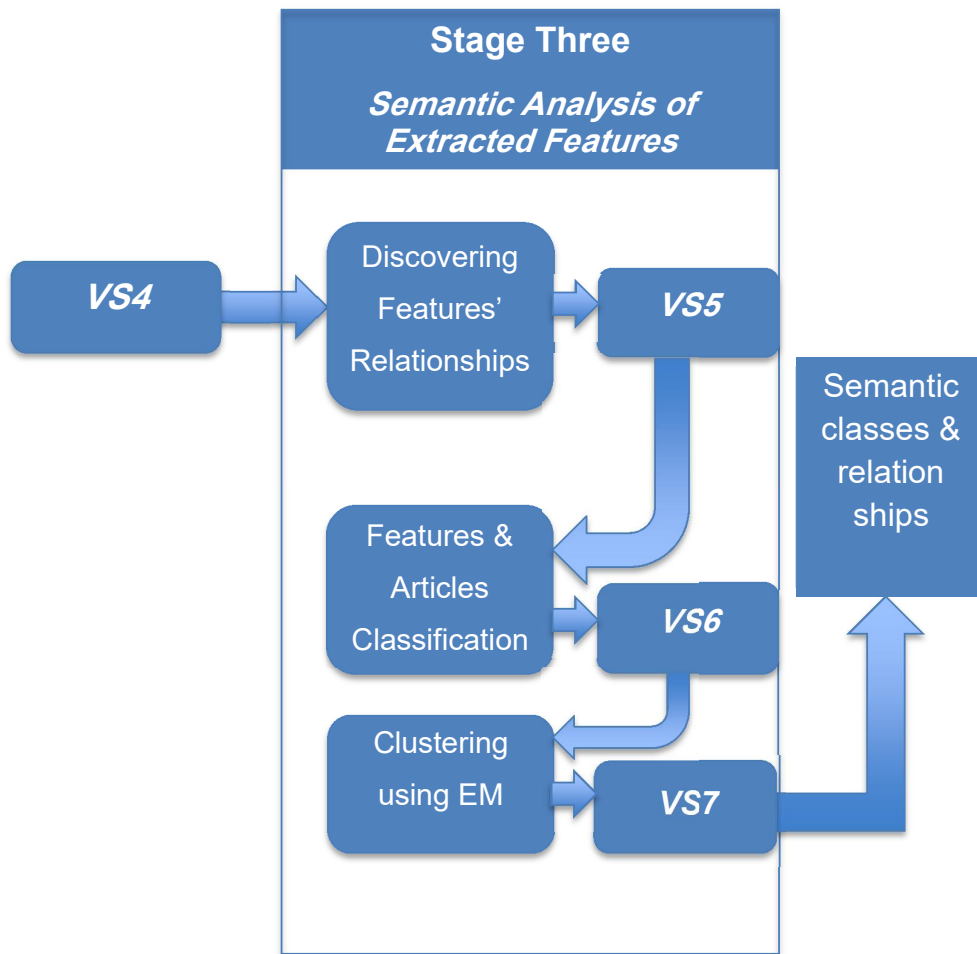 Stage Three
Semantic Analysis of
Extracted Features
VS4
Discovering
Features’
Relationships
VS5
Semantic
classes &
relation
ships
Features &
Articles
Classification
VS6
Clustering
using EM
VS7